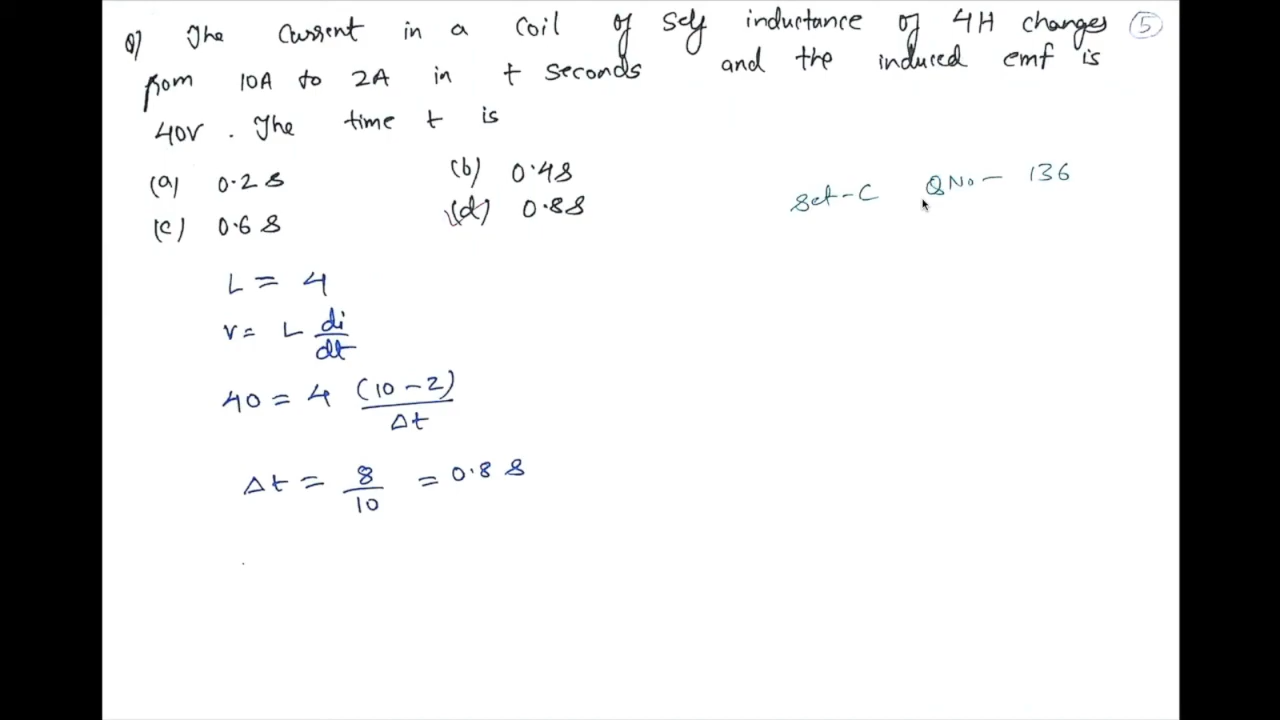 Q) The current in a coil of self inductance of 4H changes (5)
from 10A to 2A in t seconds and the induced emf is
40V. The time t is
(a) 0.2 s (b) 0.4 s
(c) 0.6 s (d) 0.8 s
Set-C Q No- 136
L = 4
V = L di/dt
40 = 4 (10-2)/Δt
Δt = 8/10 = 0.8 s